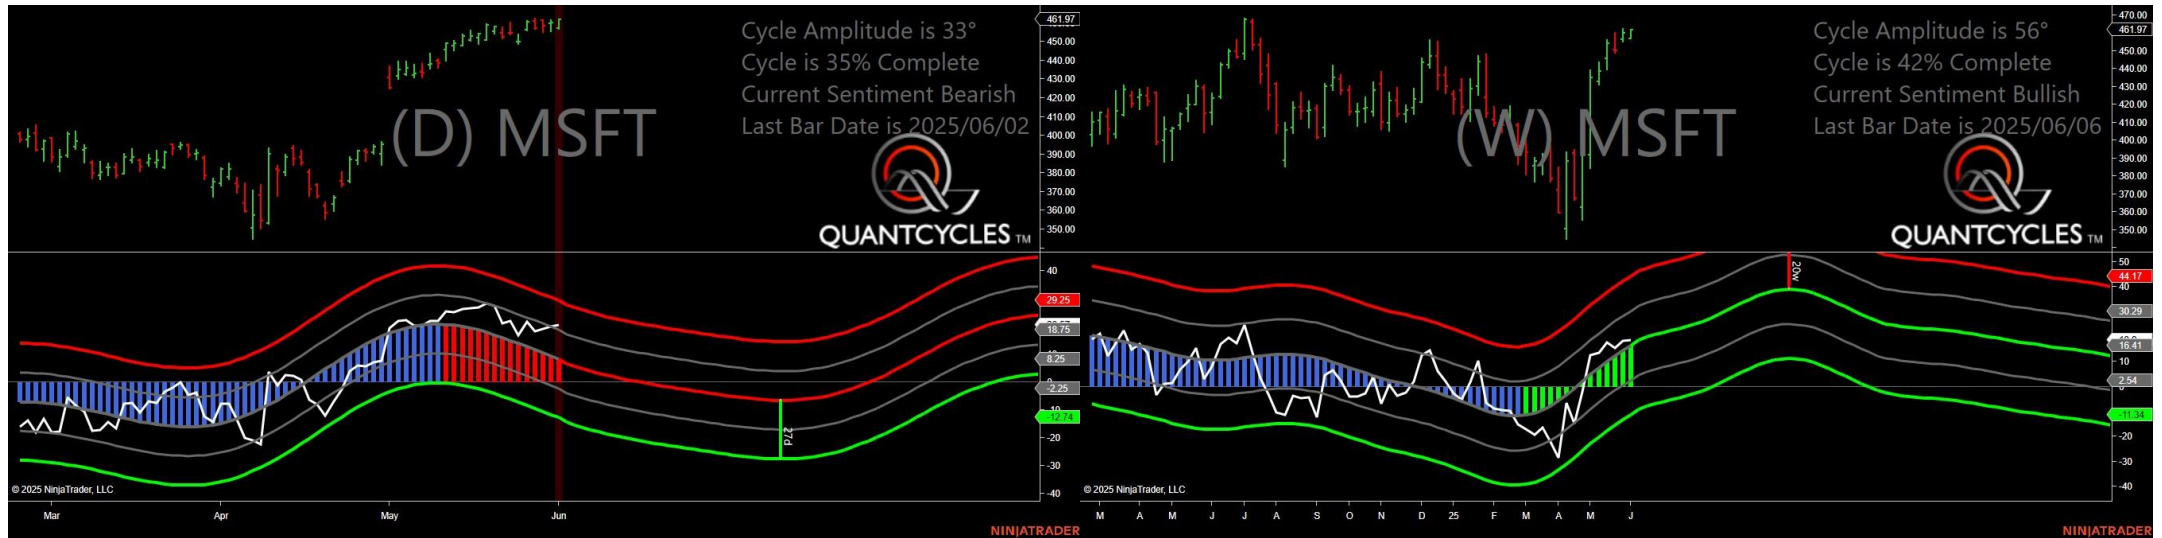 Cycle Amplitude is 33°
Cycle is 35% Complete
Current Sentiment Bearish
Last Bar Date is 2025/06/02
(D) MSFT
QUANTCYCLES TM
461.97
450.00
440.00
430.00
420.00
410.00
400.00
390.00
380.00
370.00
360.00
350.00
40
29.25
18.75
8.25
-2.25
-12.74
-20
-30
-40
27d
© 2025 NinjaTrader, LLC
Mar Apr May Jun
NINJATRADER
Cycle Amplitude is 56°
Cycle is 42% Complete
Current Sentiment Bullish
Last Bar Date is 2025/06/06
(W) MSFT
QUANTCYCLES TM
470.00
461.97
450.00
440.00
430.00
420.00
410.00
400.00
390.00
380.00
370.00
360.00
350.00
50
44.17
40
30.29
16.41
10
2.54
-11.34
-20
-30
-40
20w
© 2025 NinjaTrader, LLC
M A M J J A S O N D 25 F M A M J
NINJATRADER